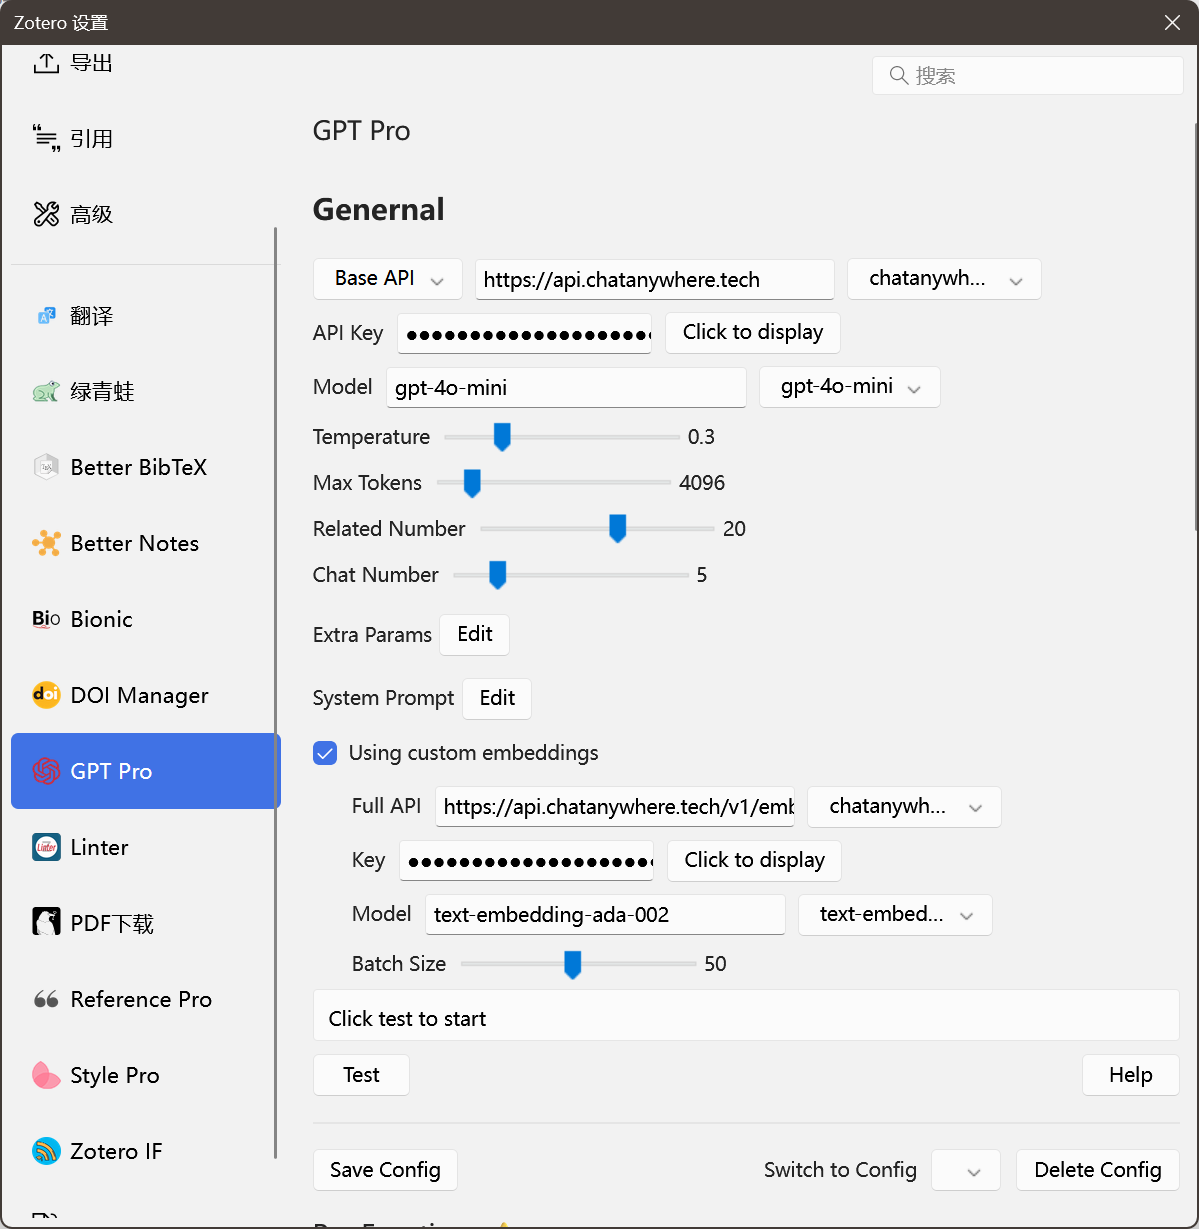 Zotero 设置
导出
引用
高级
翻译
绿青蛙
Better BibTeX
Better Notes
Bio Bionic
doi DOI Manager
GPT Pro
Linter Linter
PDF下载
Reference Pro
Style Pro
Zotero IF
搜索
GPT Pro
Genernal
Base API https://api.chatanywhere.tech chatanywh...
API Key ●●●●●●●●●●●●●●●●●●●● Click to display
Model gpt-4o-mini gpt-4o-mini
Temperature 0.3
Max Tokens 4096
Related Number 20
Chat Number 5
Extra Params Edit
System Prompt Edit
Using custom embeddings
Full API https://api.chatanywhere.tech/v1/emb chatanywh...
Key ●●●●●●●●●●●●●●●●●●●● Click to display
Model text-embedding-ada-002 text-embed...
Batch Size 50
Click test to start
Test Help
Save Config Switch to Config Delete Config